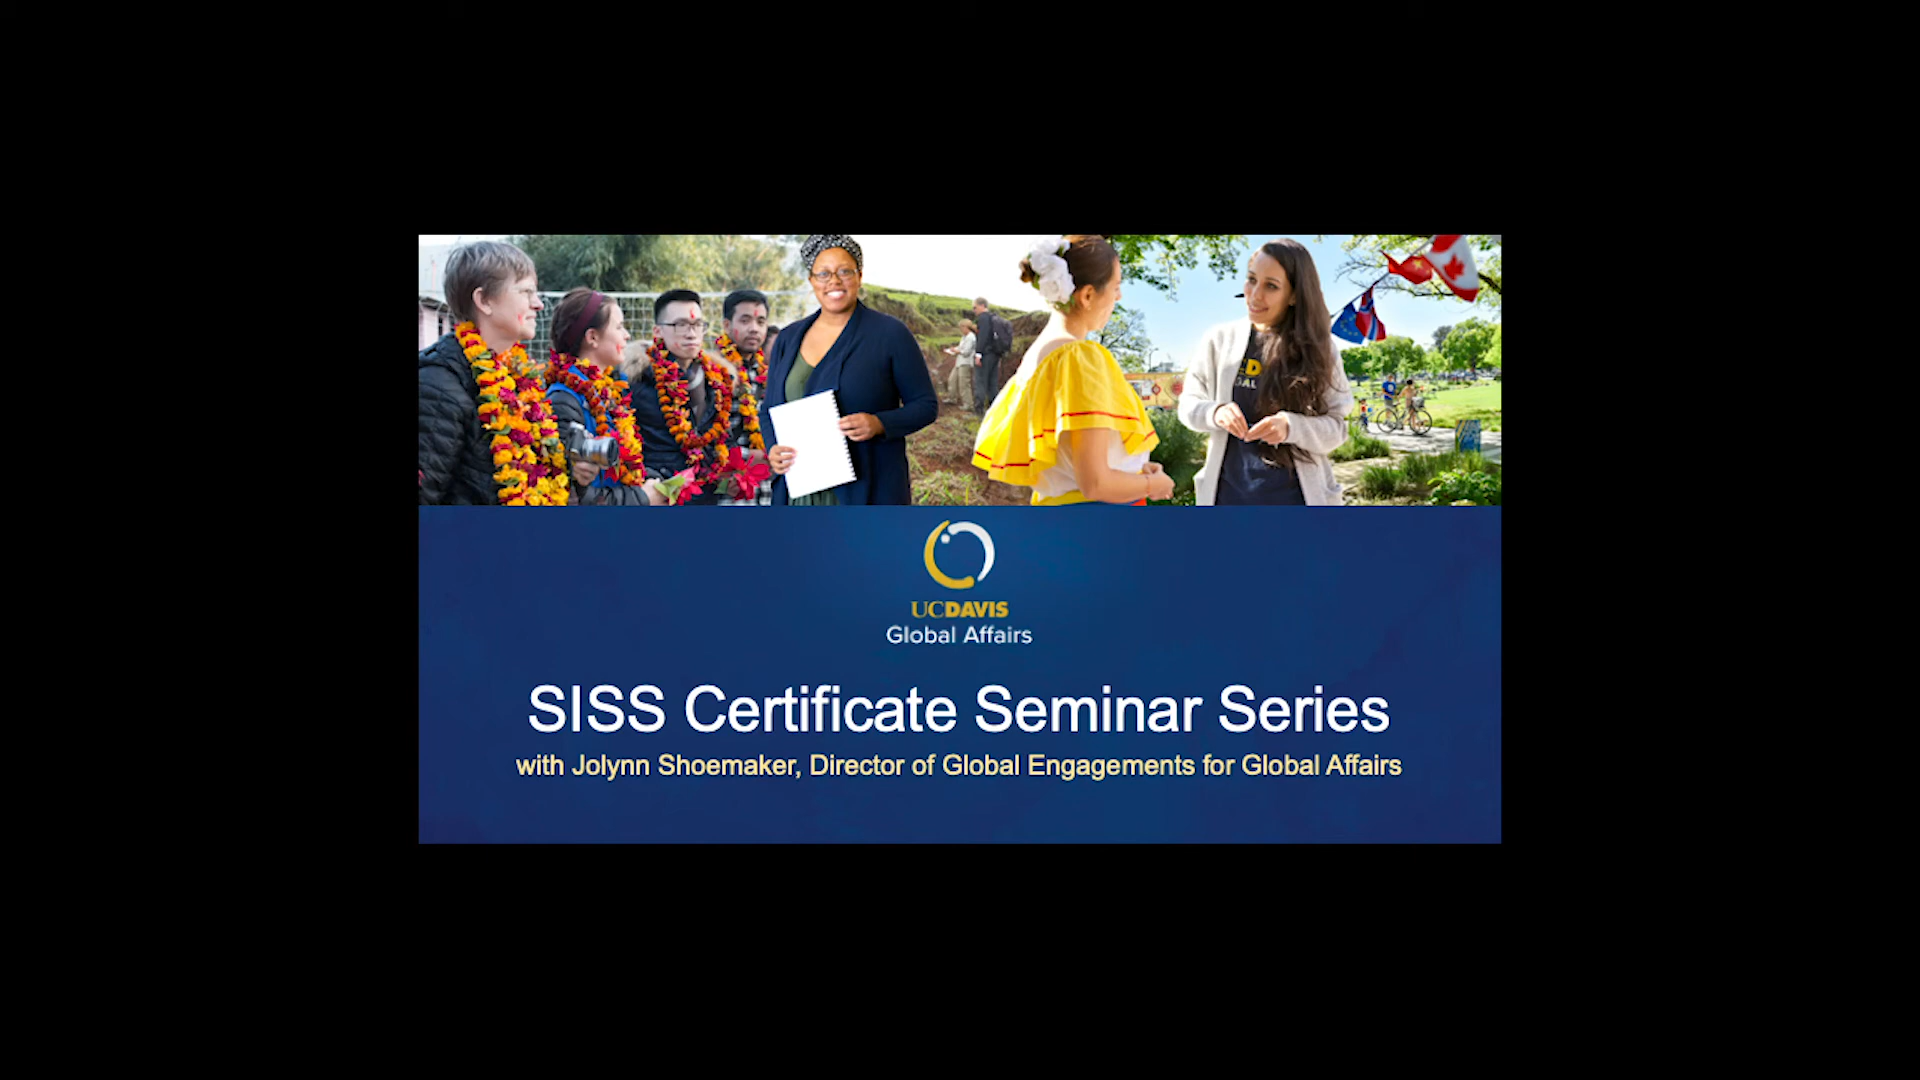 UCDAVIS
Global Affairs
SISS Certificate Seminar Series
with Jolynn Shoemaker, Director of Global Engagements for Global Affairs